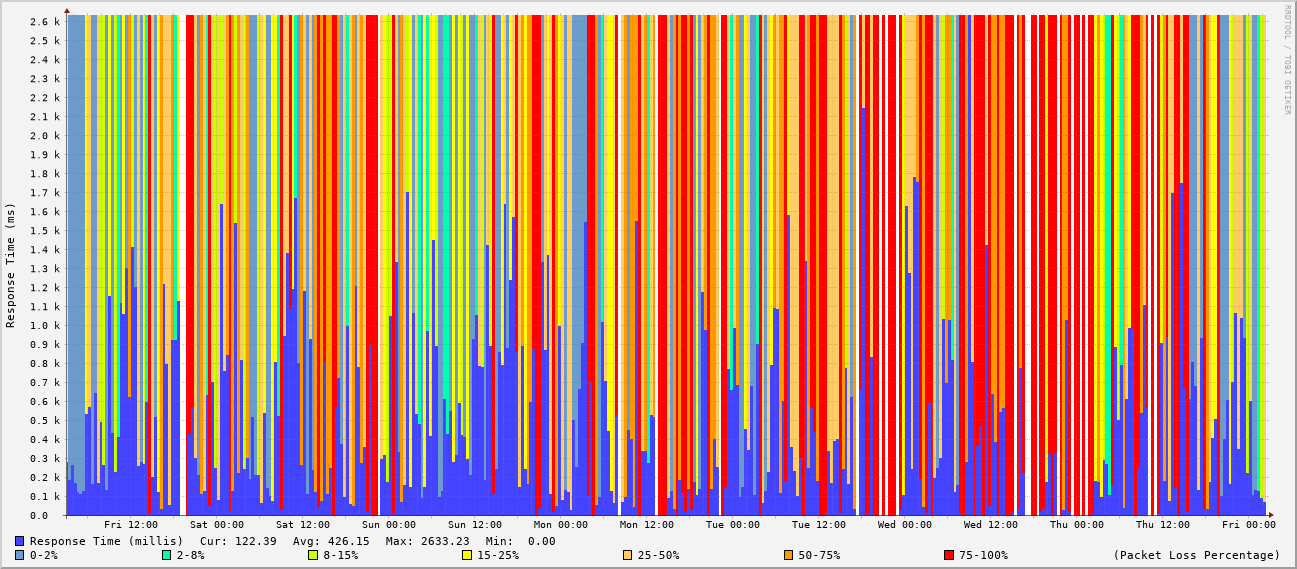 2.6 k
2.5 k
2.4 k
2.3 k
2.2 k
2.1 k
2.0 k
1.9 k
1.8 k
1.7 k
1.6 k
1.5 k
1.4 k
1.3 k
1.2 k
1.1 k
1.0 k
0.9 k
0.8 k
0.7 k
0.6 k
0.5 k
0.4 k
0.3 k
0.2 k
0.1 k
0.0
Response Time (ms)
RRDTOOL / TOBI OETIKER
Fri 12:00 Sat 00:00 Sat 12:00 Sun 00:00 Sun 12:00 Mon 00:00 Mon 12:00 Tue 00:00 Tue 12:00 Wed 00:00 Wed 12:00 Thu 00:00 Thu 12:00 Fri 00:00
Response Time (millis) Cur: 122.39 Avg: 426.15 Max: 2633.23 Min: 0.00
0-2% 2-8% 8-15% 15-25% 25-50% 50-75% 75-100% (Packet Loss Percentage)